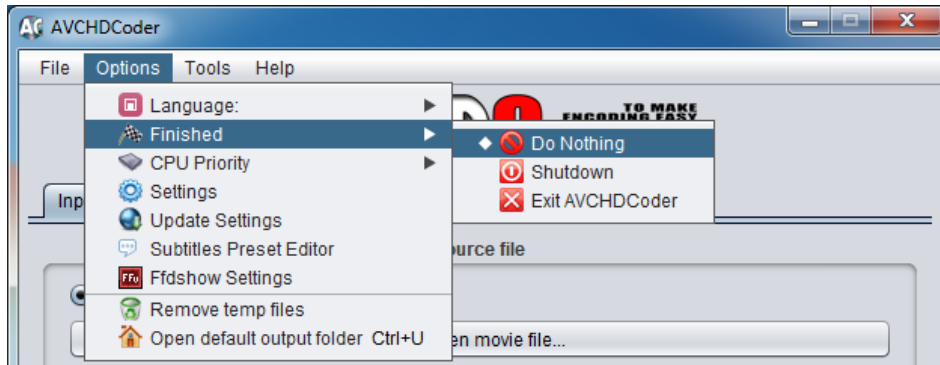 AVCHDCoder
File Options Tools Help
TO MAKE
ENCODING EASY
Language:
Finished
CPU Priority
Settings
Update Settings
Subtitles Preset Editor
Ffdshow Settings
Remove temp files
Open default output folder Ctrl+U
Do Nothing
Shutdown
Exit AVCHDCoder
Inp
ource file
en movie file...